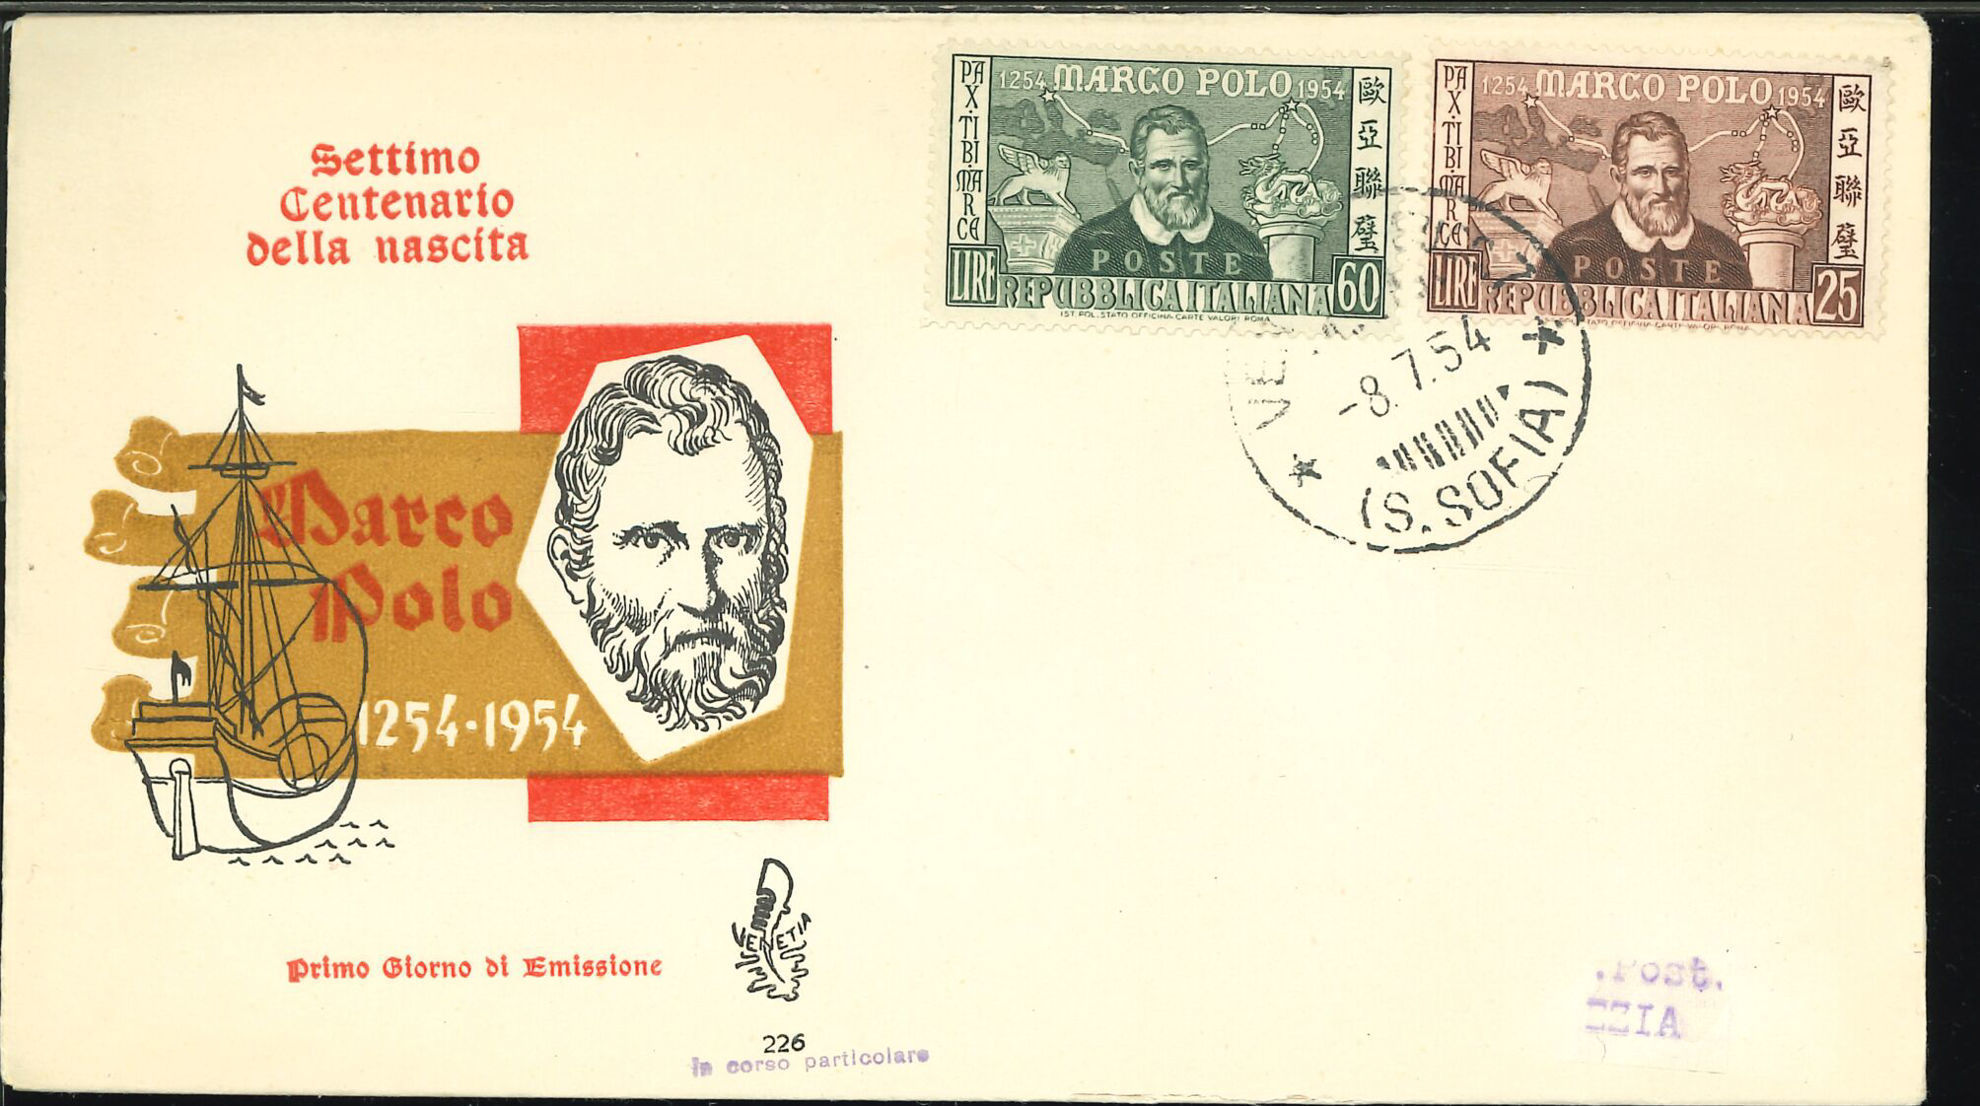 Settimo
Centenario
della nascita
Marco
Polo
1254·1954
Primo Giorno di Emissione
VENETIA
226
In corso particolare
PAX·TIBI·MARCE
1254 MARCO POLO 1954
歐亞聯璧
POSTE
LIRE REPUBBLICA ITALIANA 60
IST. POL. STATO OFFICINA CARTE VALORI ROMA
PAX·TIBI·MARCE
1254 MARCO POLO 1954
歐亞聯璧
POSTE
LIRE REPUBBLICA ITALIANA 25
-8.7.54
(S. SOFIA)
.Post.